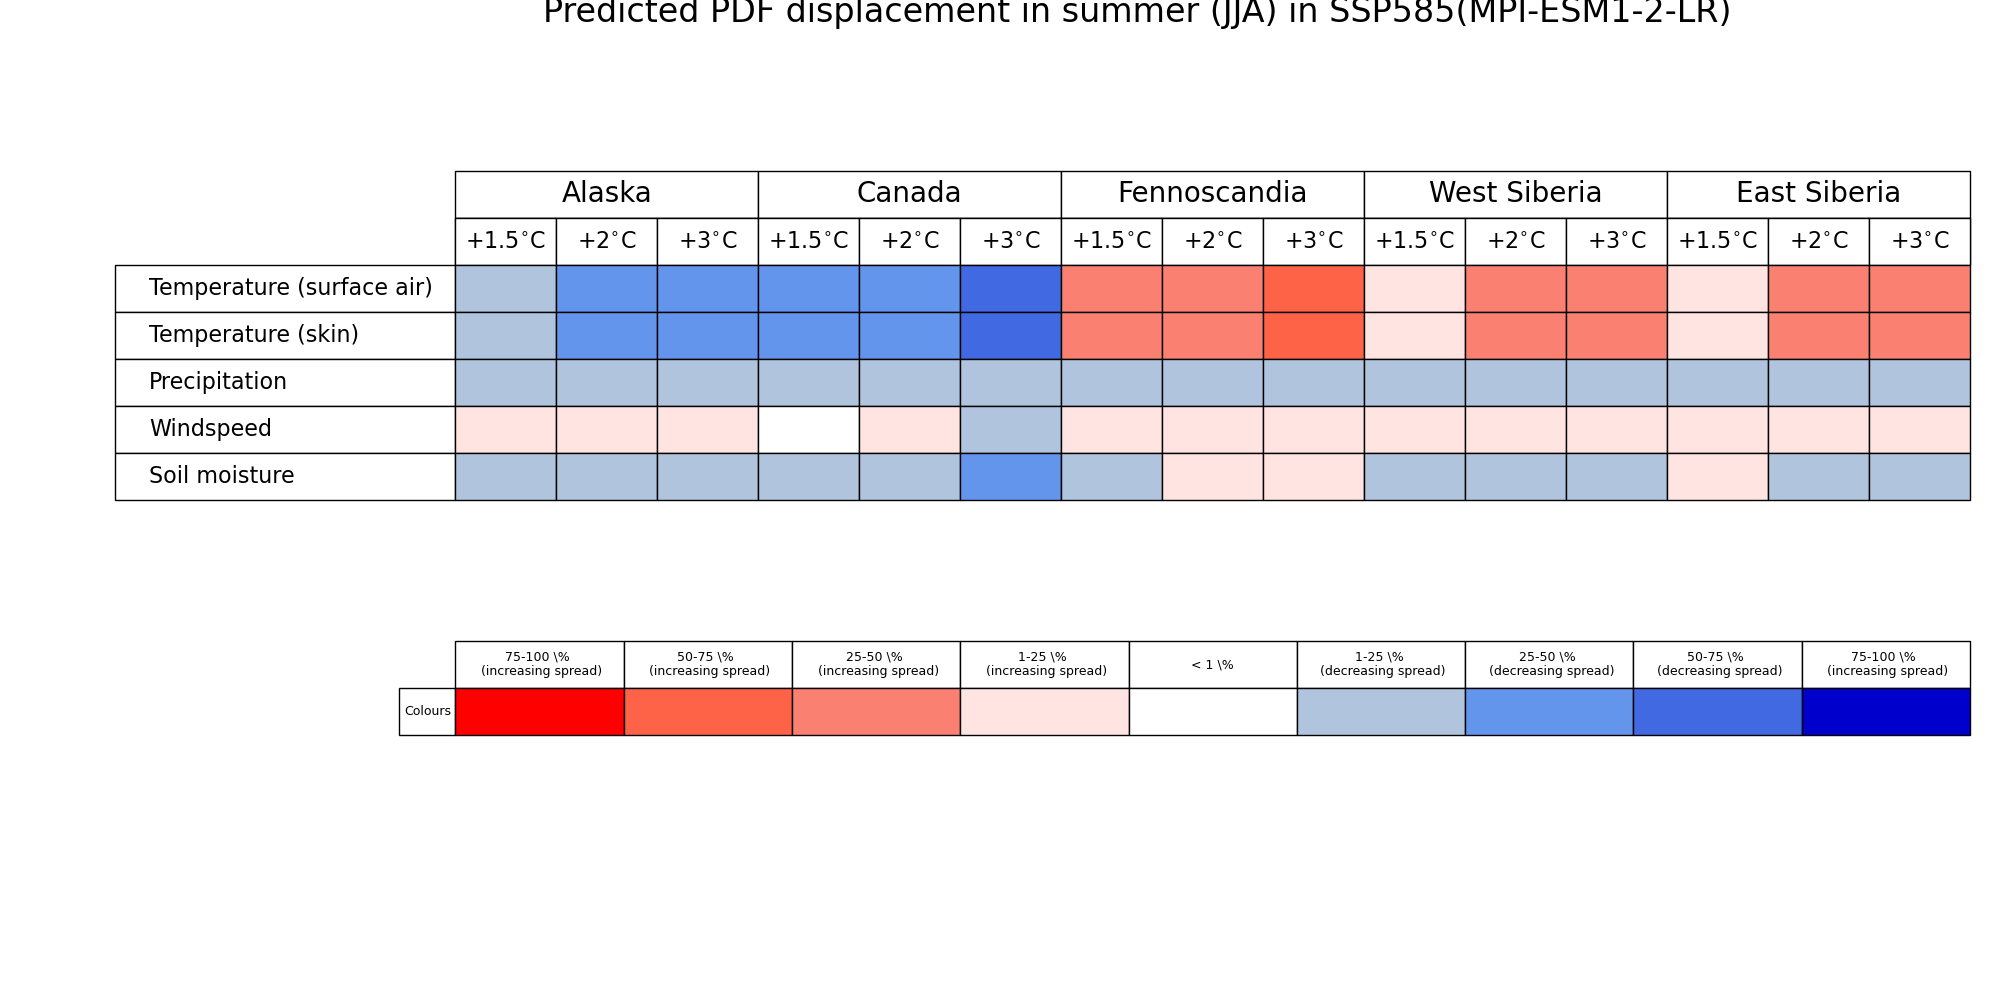 Predicted PDF displacement in summer (JJA) in SSP585(MPI-ESM1-2-LR)
Alaska Canada Fennoscandia West Siberia East Siberia
+1.5°C +2°C +3°C +1.5°C +2°C +3°C +1.5°C +2°C +3°C +1.5°C +2°C +3°C +1.5°C +2°C +3°C
Temperature (surface air)
Temperature (skin)
Precipitation
Windspeed
Soil moisture
75-100 \% 50-75 \% 25-50 \% 1-25 \% < 1 \% 1-25 \% 25-50 \% 50-75 \% 75-100 \%
(increasing spread) (increasing spread) (increasing spread) (increasing spread) (decreasing spread) (decreasing spread) (decreasing spread) (increasing spread)
Colours